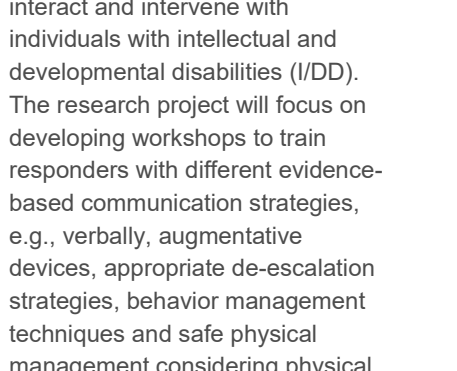 interact and intervene with
individuals with intellectual and
developmental disabilities (I/DD).
The research project will focus on
developing workshops to train
responders with different evidence-
based communication strategies,
e.g., verbally, augmentative
devices, appropriate de-escalation
strategies, behavior management
techniques and safe physical
management considering physical